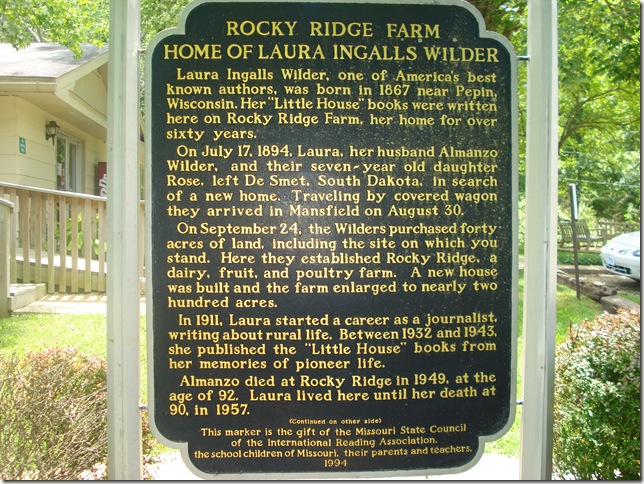 ROCKY RIDGE FARM
HOME OF LAURA INGALLS WILDER
Laura Ingalls Wilder, one of America's best
known authors, was born in 1867 near Pepin,
Wisconsin. Her "Little House" books were written
here on Rocky Ridge Farm, her home for over
sixty years.
On July 17, 1894, Laura, her husband Almanzo
Wilder, and their seven-year old daughter
Rose, left De Smet, South Dakota, in search
of a new home. Traveling by covered wagon
they arrived in Mansfield on August 30.
On September 24, the Wilders purchased forty
acres of land, including the site on which you
stand. Here they established Rocky Ridge, a
dairy, fruit, and poultry farm. A new house
was built and the farm enlarged to nearly two
hundred acres.
In 1911, Laura started a career as a journalist,
writing about rural life. Between 1932 and 1943,
she published the "Little House" books from
her memories of pioneer life.
Almanzo died at Rocky Ridge in 1949, at the
age of 92. Laura lived here until her death at
90, in 1957.
(Continued on other side)
This marker is the gift of the Missouri State Council
of the International Reading Association,
the school children of Missouri, their parents and teachers.
1994